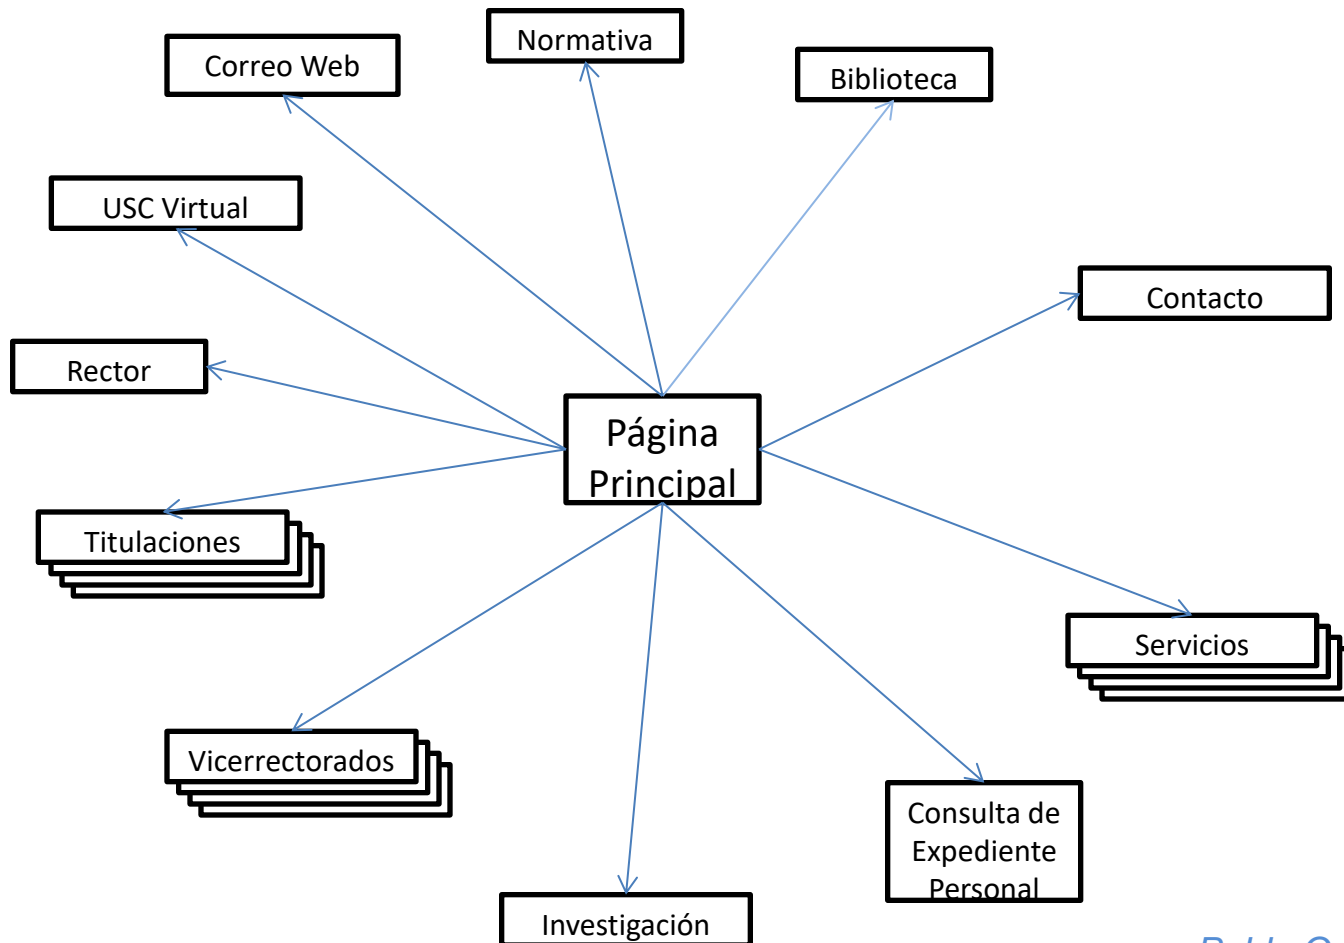 Normativa
Correo Web
Biblioteca
USC Virtual
Contacto
Rector
Página
Principal
Titulaciones
Servicios
Vicerrectorados
Consulta de
Expediente
Personal
Investigación